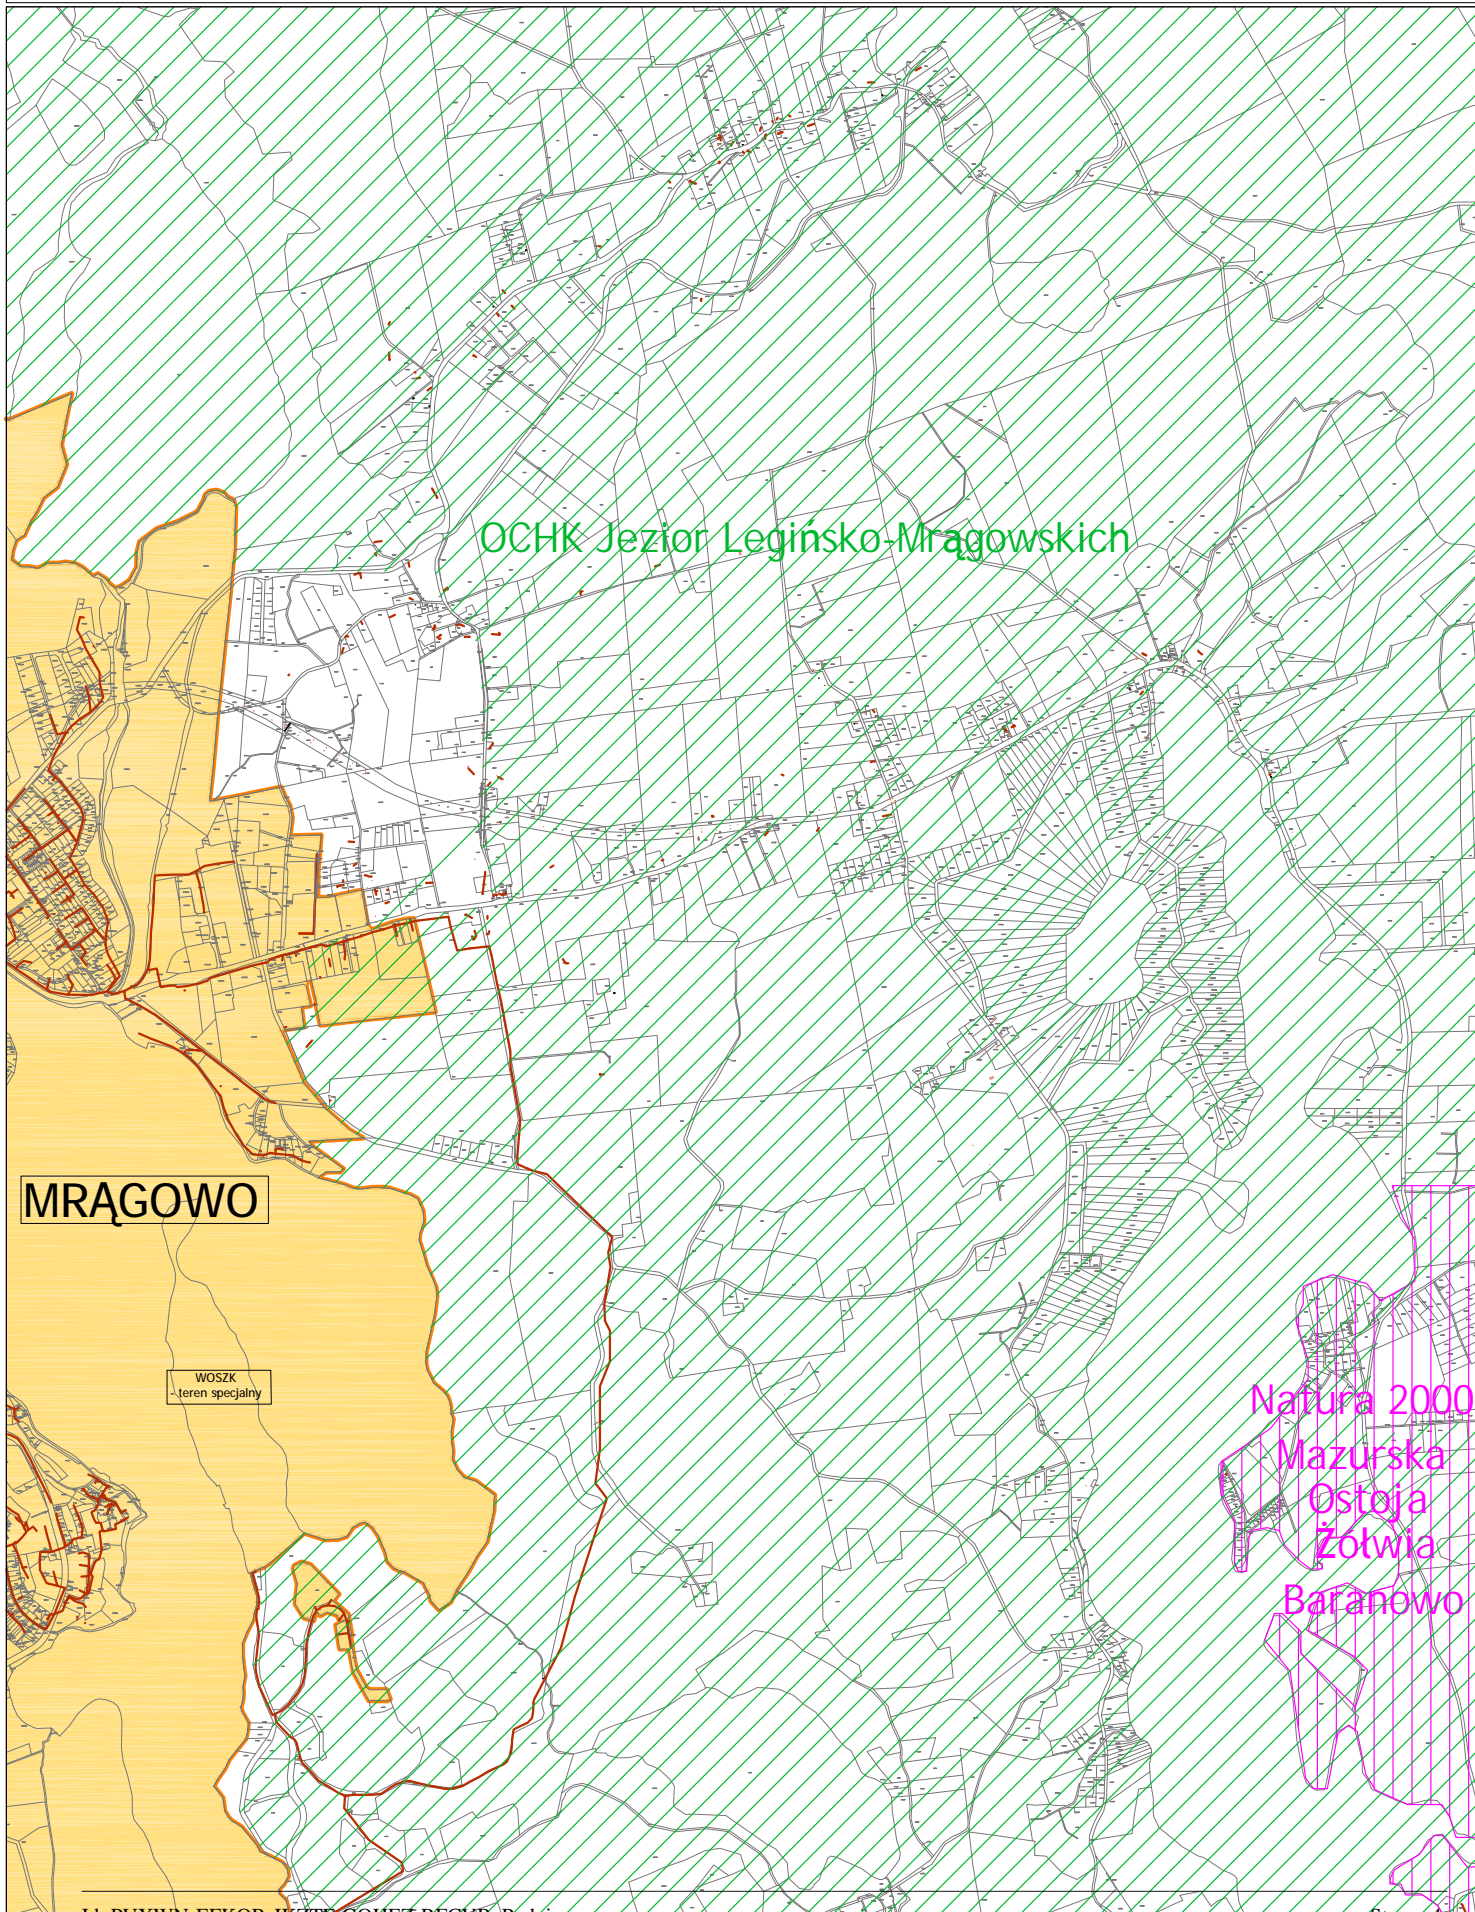 OCHK Jezior Legińsko-Mrągowskich
MRĄGOWO
WOSZK
- teren specjalny
Natura 2000
Mazurska
Ostoja
Żółwia
Baranowo